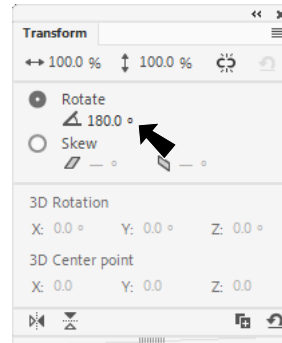 Transform
100.0 % 100.0 %
Rotate
180.0 °
Skew
— ° — °
3D Rotation
X: 0.0 ° Y: 0.0 ° Z: 0.0 °
3D Center point
X: 0.0 Y: 0.0 Z: 0.0